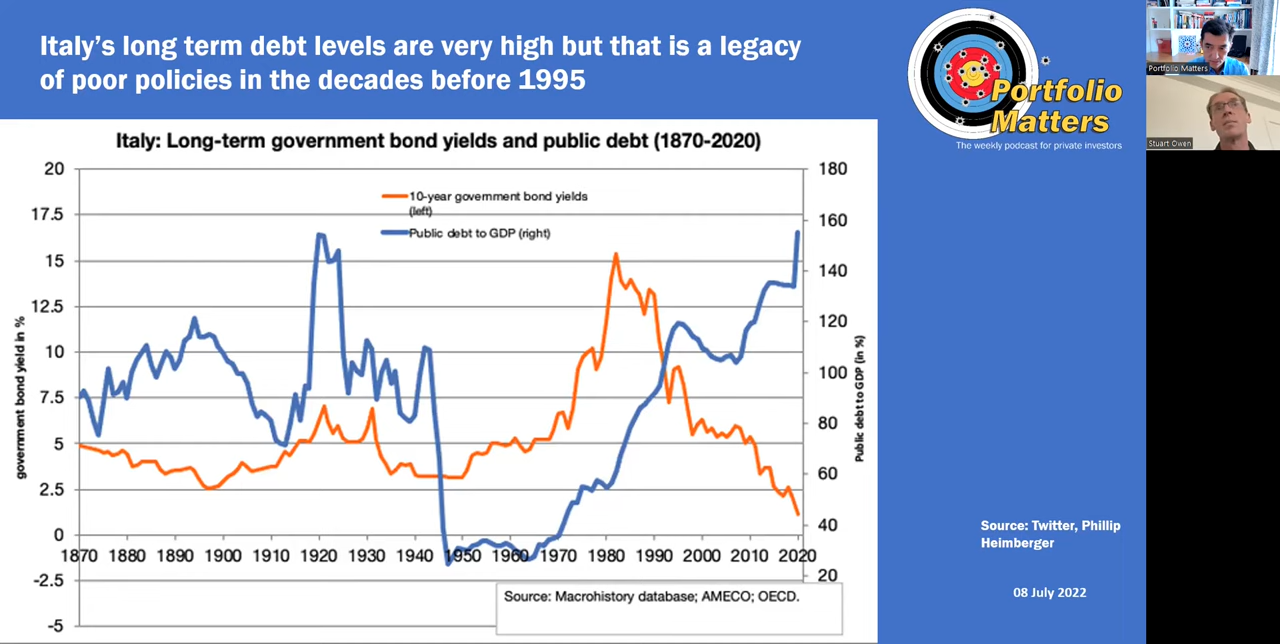 Italy's long term debt levels are very high but that is a legacy
of poor policies in the decades before 1995
Portfolio
Matters
The weekly podcast for private investors
Portfolio Matters
Stuart Owen
Italy: Long-term government bond yields and public debt (1870-2020)
10-year government bond yields
(left)
Public debt to GDP (right)
government bond yield in %
20
17.5
15
12.5
10
7.5
5
2.5
0
-2.5
-5
180
160
140
120
100
80
60
40
20
Public debt to GDP (in %)
1870 1880 1890 1900 1910 1920 1930 1940 1950 1960 1970 1980 1990 2000 2010 2020
Source: Macrohistory database; AMECO; OECD.
Source: Twitter, Phillip
Heimberger
08 July 2022